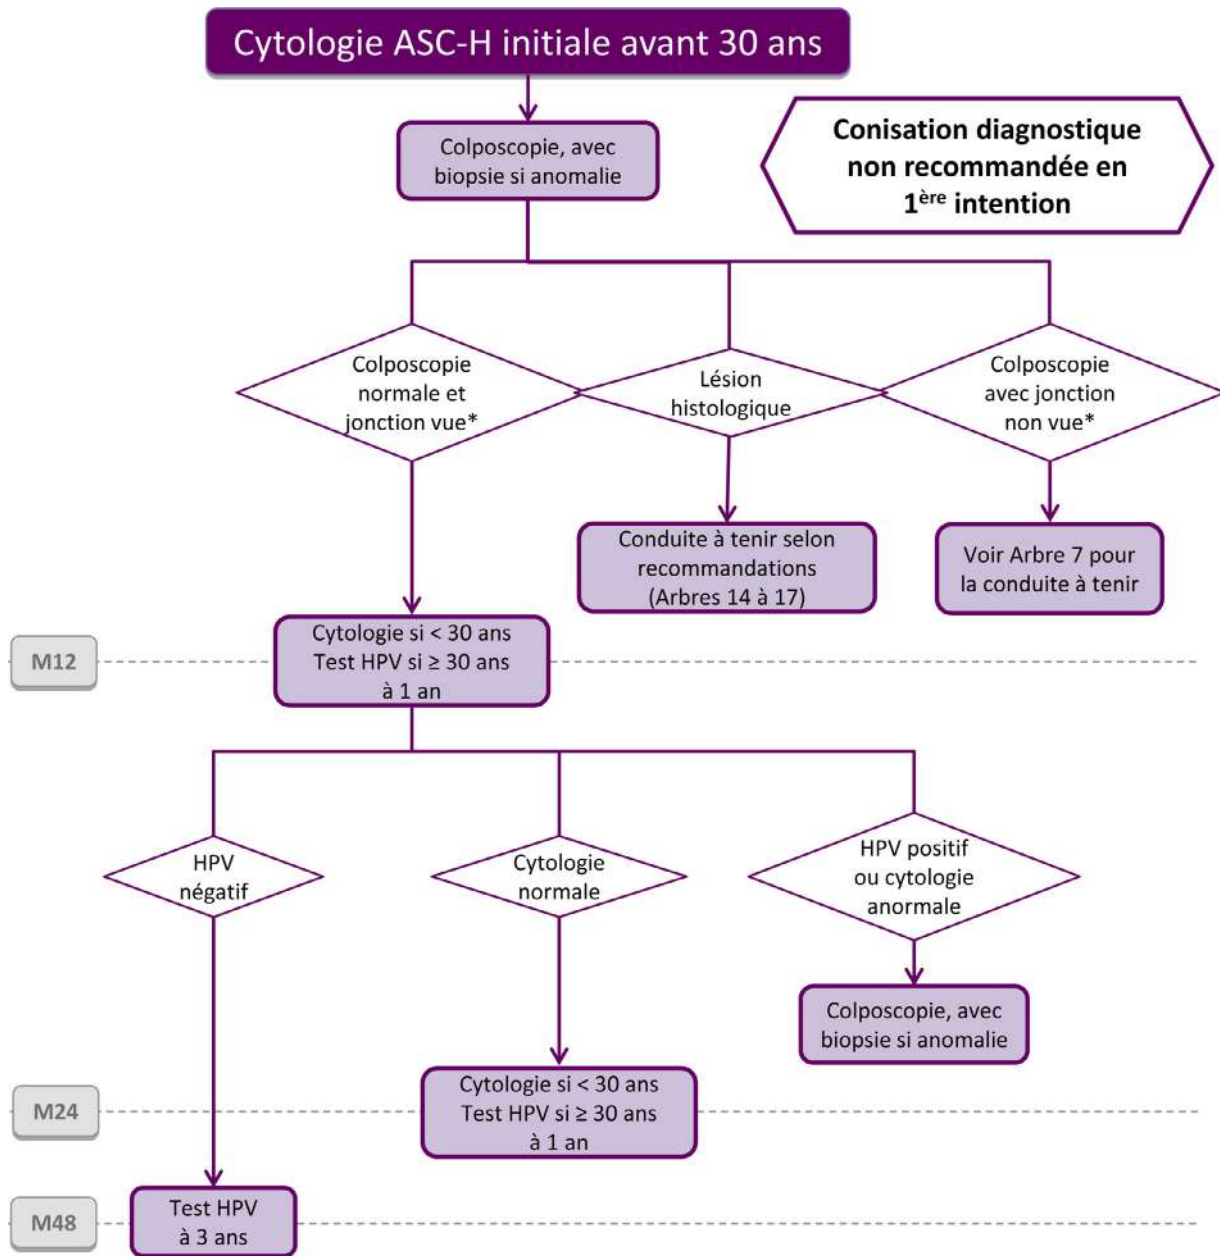 Cytologie ASC-H initiale avant 30 ans
Colposcopie, avec
biopsie si anomalie
Conisation diagnostique
non recommandée en
1ère intention
Colposcopie
normale et
jonction vue*
Lésion
histologique
Colposcopie
avec jonction
non vue*
Conduite à tenir selon
recommandations
(Arbres 14 à 17)
Voir Arbre 7 pour
la conduite à tenir
M12
Cytologie si < 30 ans
Test HPV si ≥ 30 ans
à 1 an
HPV
négatif
Cytologie
normale
HPV positif
ou cytologie
anormale
Colposcopie, avec
biopsie si anomalie
M24
Cytologie si < 30 ans
Test HPV si ≥ 30 ans
à 1 an
M48
Test HPV
à 3 ans